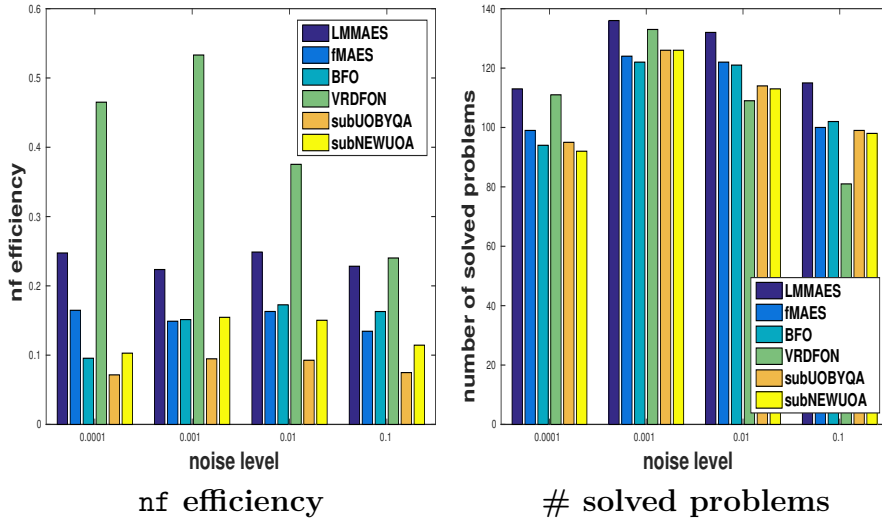 0.6
0.5
0.4
0.3
0.2
0.1
0
nf efficiency
LMMAES
fMAES
BFO
VRDFON
subUOBYQA
subNEWUOA
0.0001 0.001 0.01 0.1
noise level
nf efficiency
140
120
100
80
60
40
20
0
number of solved problems
LMMAES
fMAES
BFO
VRDFON
subUOBYQA
subNEWUOA
0.0001 0.001 0.01 0.1
noise level
# solved problems